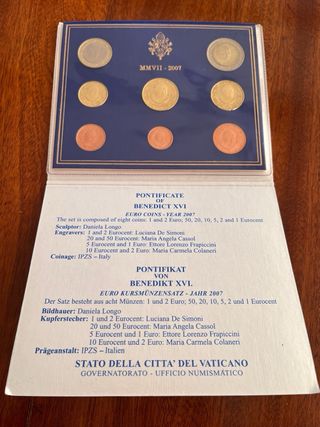 MMVII - 2007
PONTIFICATE
OF
BENEDICT XVI
EURO COINS - YEAR 2007
The set is composed of eight coins: 1 and 2 Euro; 50, 20, 10, 5, 2 and 1 Eurocent
Sculptor: Daniela Longo
Engravers: 1 and 2 Eurocent: Luciana De Simoni
20 and 50 Eurocent: Maria Angela Cassol
5 Eurocent and 1 Euro: Ettore Lorenzo Frapiccini
10 Eurocent and 2 Euro: Maria Carmela Colaneri
Coinage: IPZS – Italy
PONTIFIKAT
VON
BENEDIKT XVI.
EURO KURSMÜNZENSATZ - JAHR 2007
Der Satz besteht aus acht Münzen: 1 und 2 Euro; 50, 20, 10, 5, 2 und 1 Eurocent
Bildhauer: Daniela Longo
Kupferstecher: 1 und 2 Eurocent: Luciana De Simoni
20 und 50 Eurocent: Maria Angela Cassol
5 Eurocent und 1 Euro: Ettore Lorenzo Frapiccini
10 Eurocent und 2 Euro: Maria Carmela Colaneri
Prägeanstalt: IPZS – Italien
STATO DELLA CITTA' DEL VATICANO
GOVERNATORATO - UFFICIO NUMISMATICO